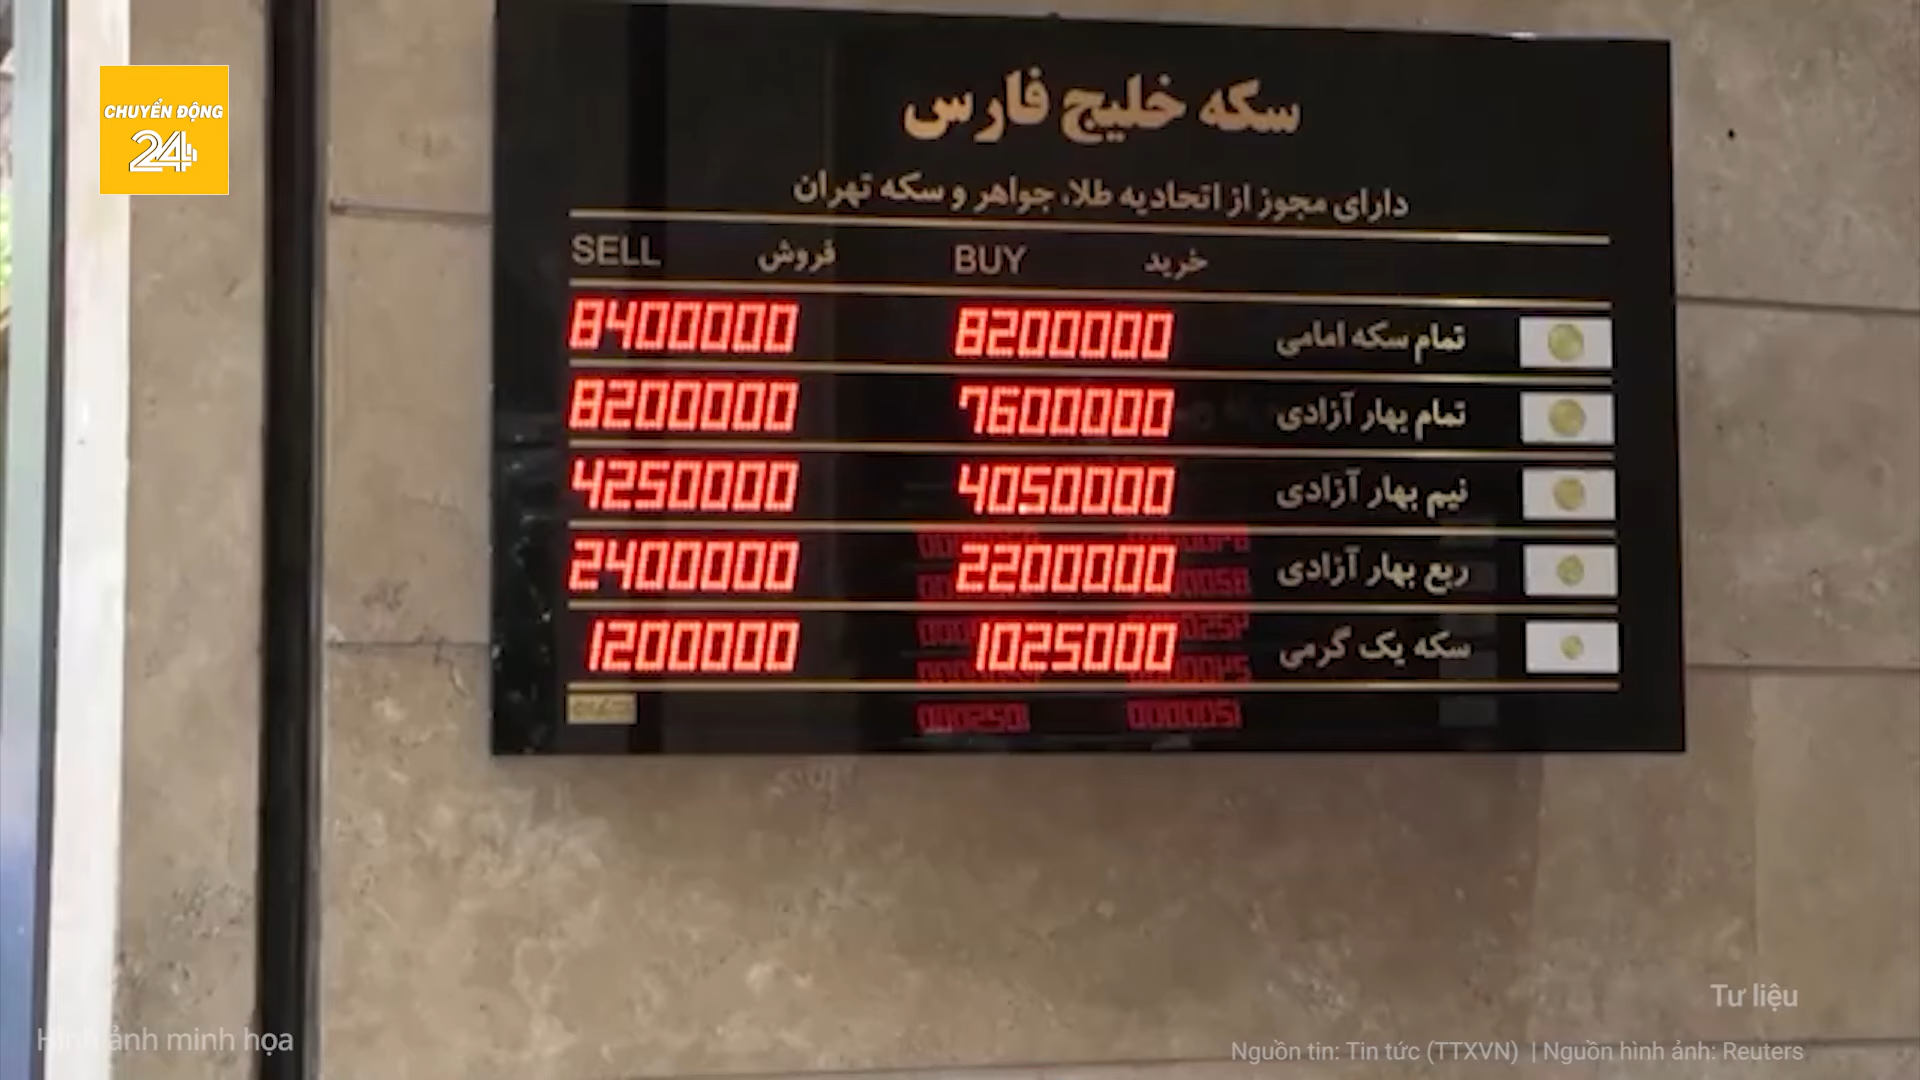 CHUYỂN ĐỘNG
24
سکه خلیج فارس
دارای مجوز از اتحادیه طلا، جواهر و سکه تهران
SELL فروش BUY خرید
8400000 8200000 تمام سکه امامی
8200000 7600000 تمام بهار آزادی
4250000 4050000 نیم بهار آزادی
2400000 2200000 ربع بهار آزادی
1200000 1025000 سکه یک گرمی
Tư liệu
Hình ảnh minh họa
Nguồn tin: Tin tức (TTXVN) | Nguồn hình ảnh: Reuters